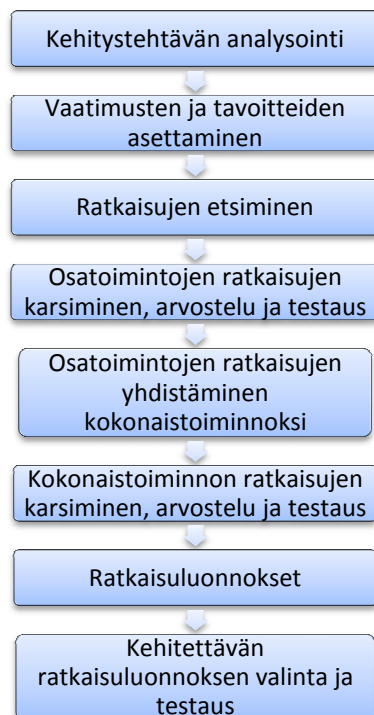 Kehitystehtävän analysointi
Vaatimusten ja tavoitteiden
asettaminen
Ratkaisujen etsiminen
Osatoimintojen ratkaisujen
karsiminen, arvostelu ja testaus
Osatoimintojen ratkaisujen
yhdistäminen
kokonaistoiminnoksi
Kokonaistoiminnon ratkaisujen
karsiminen, arvostelu ja testaus
Ratkaisuluonnokset
Kehitettävän
ratkaisuluonnoksen valinta ja
testaus